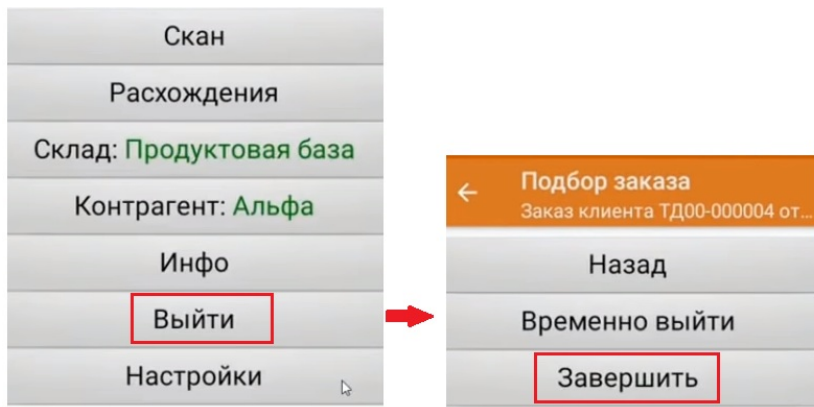 Скан
Расхождения
Склад: Продуктовая база
Контрагент: Альфа
Инфо
Выйти
Настройки
Подбор заказа
Заказ клиента ТД00-000004 от...
Назад
Временно выйти
Завершить